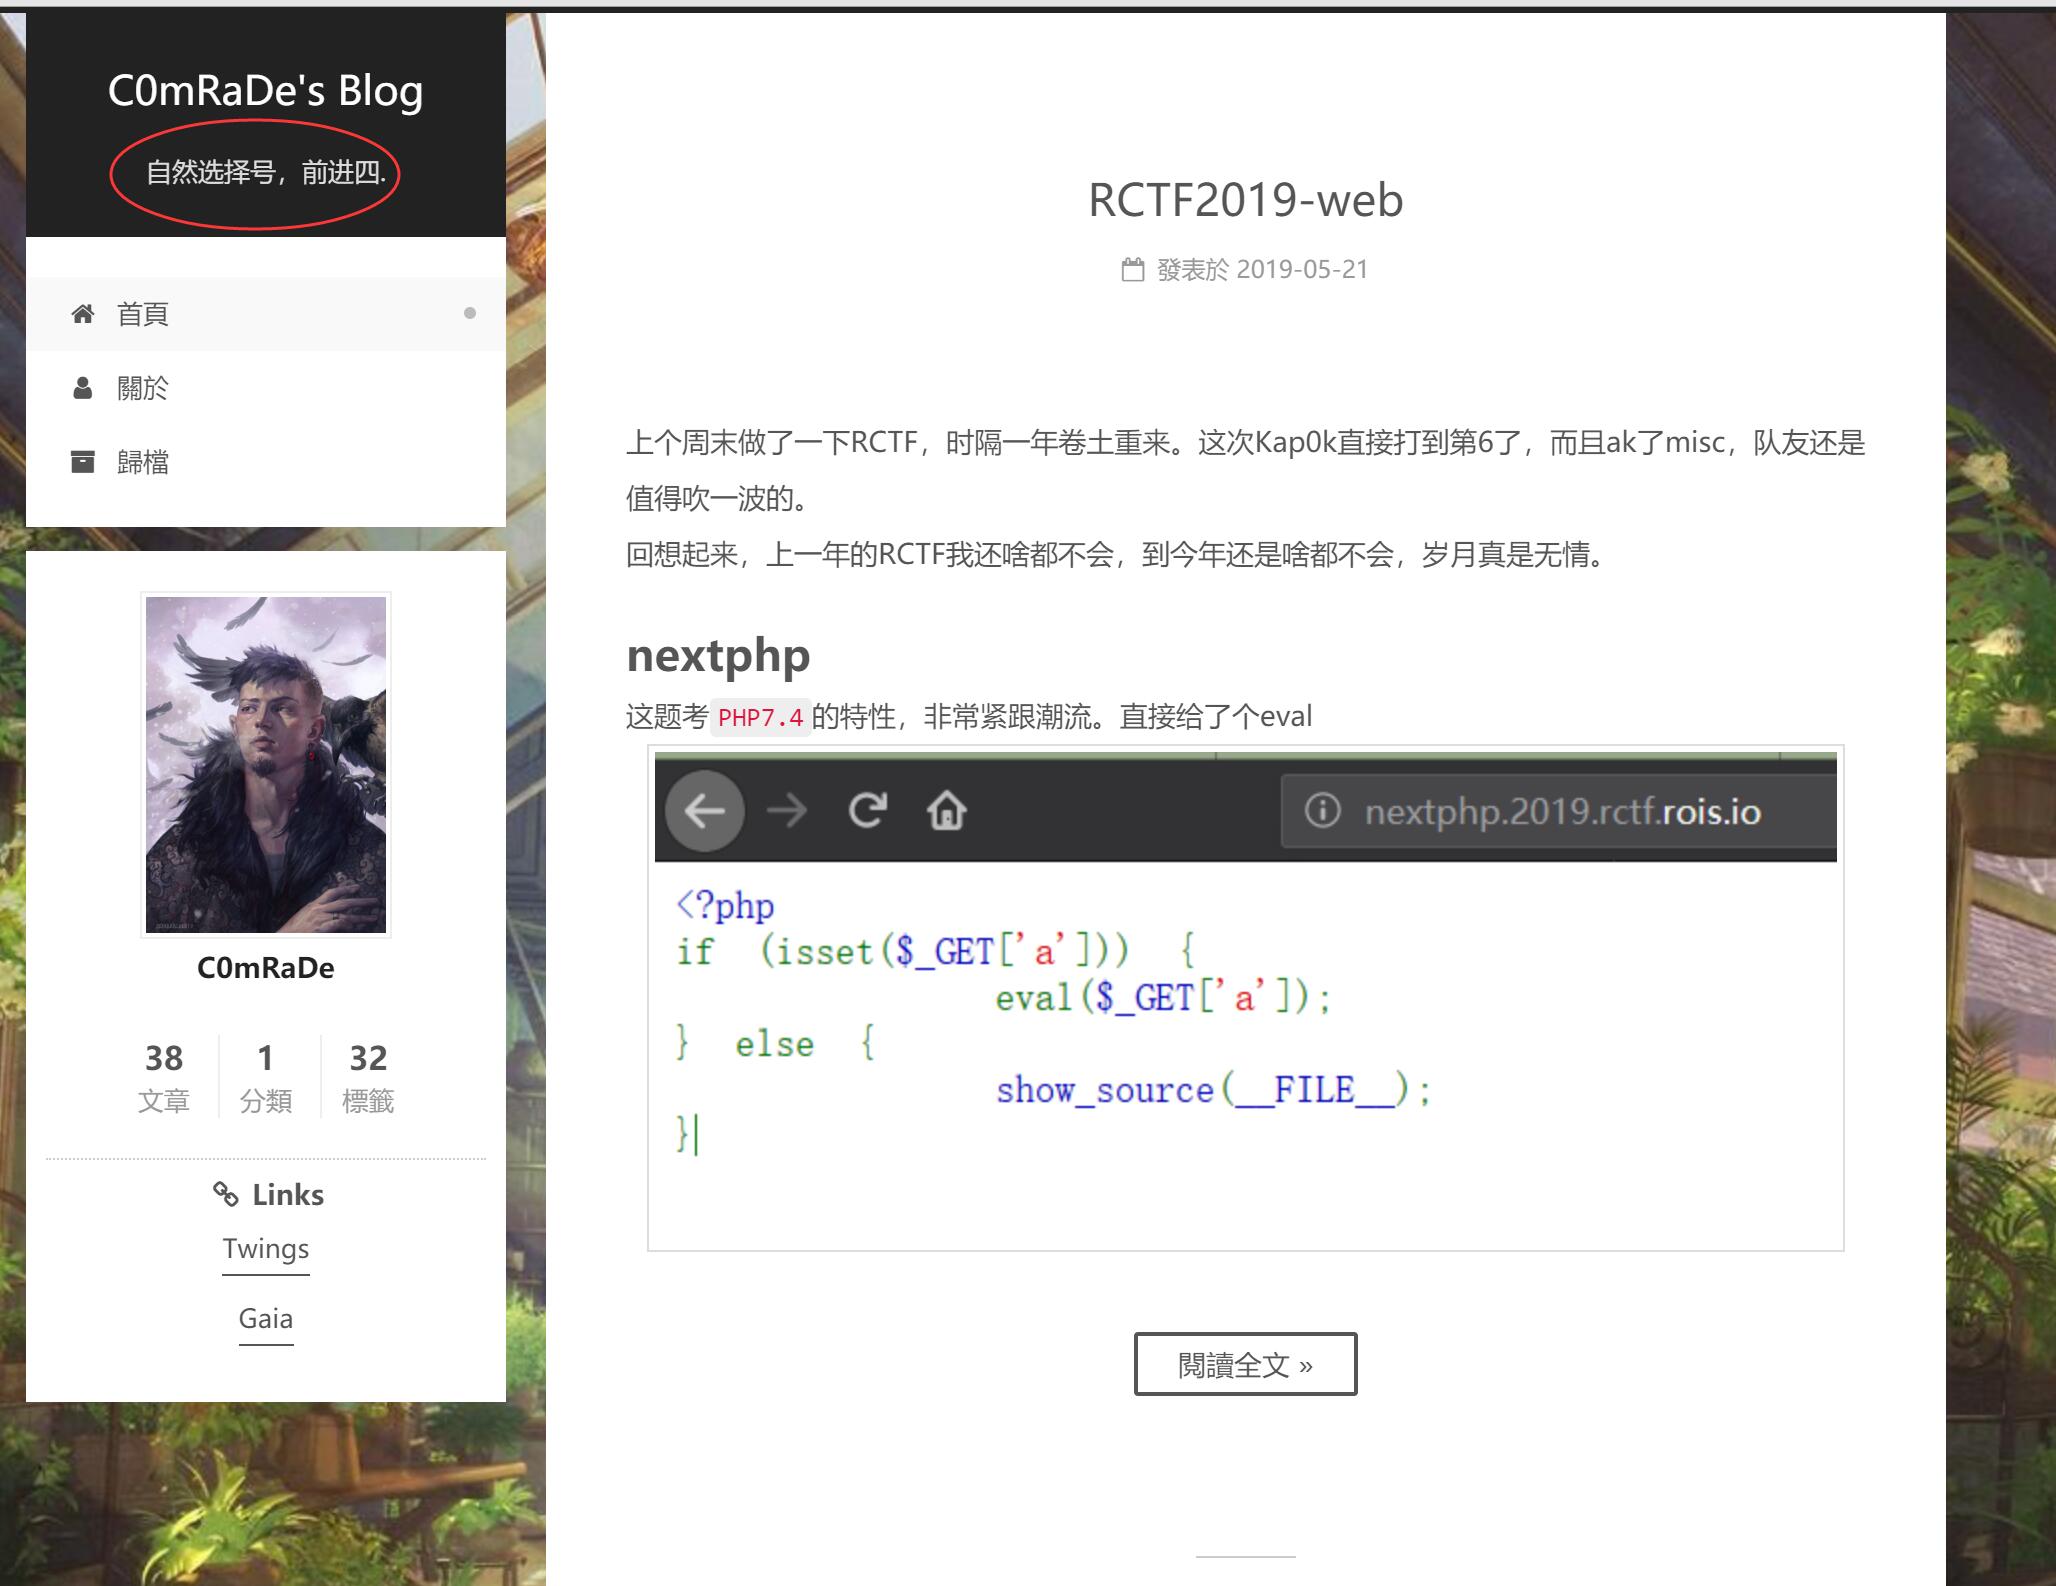 C0mRaDe's Blog
自然选择号，前进四.
首頁
關於
歸檔
C0mRaDe
38
文章
1
分類
32
標籤
Links
Twings
Gaia
RCTF2019-web
發表於 2019-05-21
上个周末做了一下RCTF，时隔一年卷土重来。这次Kap0k直接打到第6了，而且ak了misc，队友还是
值得吹一波的。
回想起来，上一年的RCTF我还啥都不会，到今年还是啥都不会，岁月真是无情。
nextphp
这题考PHP7.4的特性，非常紧跟潮流。直接给了个eval
nextphp.2019.rctf.rois.io
<?php
if (isset($_GET['a'])) {
eval($_GET['a']);
} else {
show_source(__FILE__);
}
閱讀全文 »